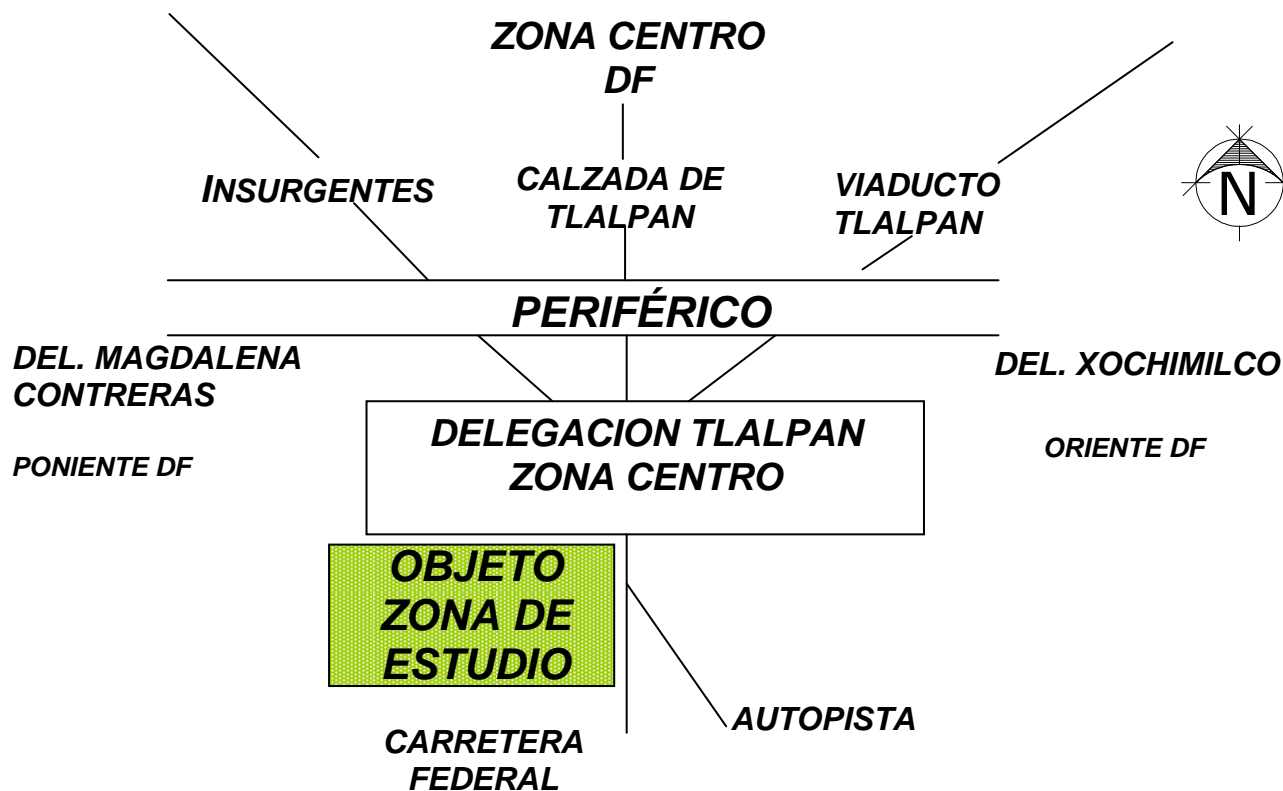 ZONA CENTRO
DF
INSURGENTES
CALZADA DE
TLALPAN
VIADUCTO
TLALPAN
N
PERIFÉRICO
DEL. MAGDALENA
CONTRERAS
DEL. XOCHIMILCO
PONIENTE DF
DELEGACION TLALPAN
ZONA CENTRO
ORIENTE DF
OBJETO
ZONA DE
ESTUDIO
CARRETERA
FEDERAL
AUTOPISTA